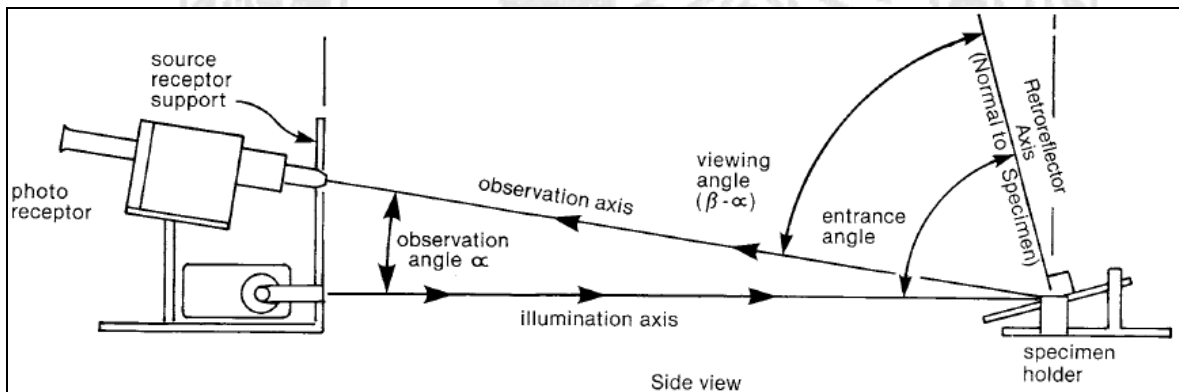 source
receptor
support
photo
receptor
observation axis
observation
angle ∝
illumination axis
viewing
angle
(β-∝)
entrance
angle
(Normal to Specimen)
Retroreflector
Axis
specimen
holder
Side view